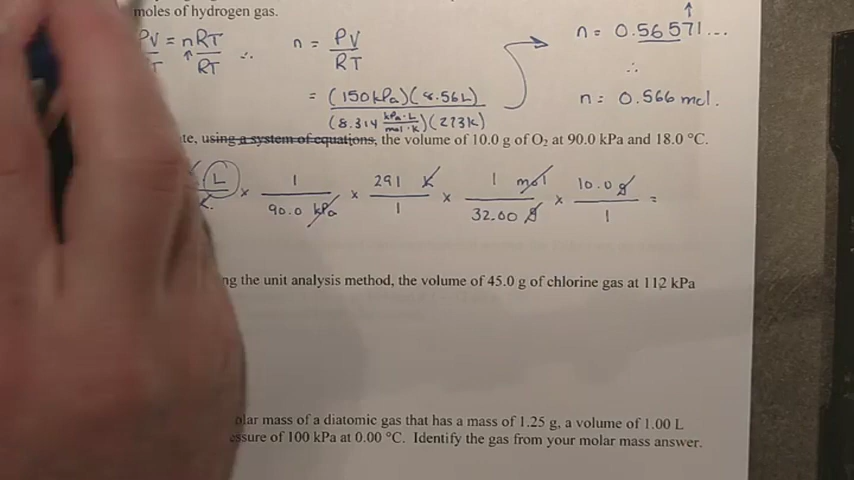 moles of hydrogen gas.
PV = nRT n = PV n = 0.56571...
RT RT ∴
∴ n = 0.566 mol.
= (150 kPa)(8.56L)
(8.314 kPa·L/mol·K)(273K)
using a system of equations, the volume of 10.0 g of O₂ at 90.0 kPa and 18.0 °C.
L × 1 × 291 K × 1 mol × 10.0 g =
90.0 kPa 1 32.00 g 1
the unit analysis method, the volume of 45.0 g of chlorine gas at 112 kPa
mass of a diatomic gas that has a mass of 1.25 g, a volume of 1.00 L
of 100 kPa at 0.00 °C. Identify the gas from your molar mass answer.